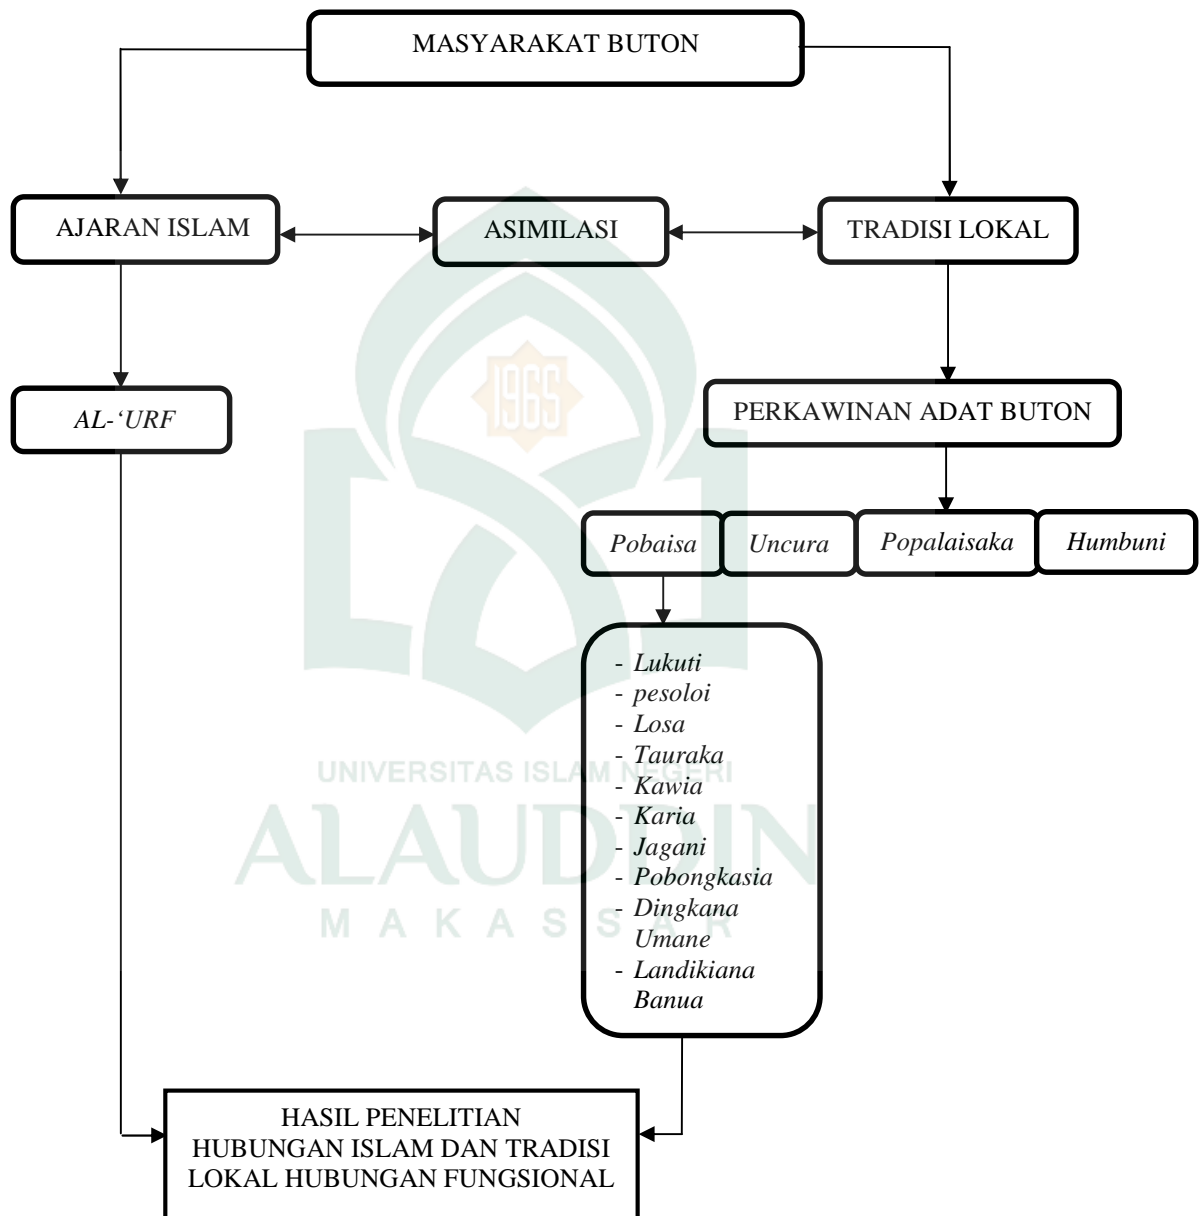 MASYARAKAT BUTON
AJARAN ISLAM
ASIMILASI
TRADISI LOKAL
1965
AL-‘URF
PERKAWINAN ADAT BUTON
Pobaisa
Uncura
Popalaisaka
Humbuni
- Lukuti
- pesoloi
- Losa
- Tauraka
- Kawia
- Karia
- Jagani
- Pobongkasia
- Dingkana
Umane
- Landikiana
Banua
UNIVERSITAS ISLAM NEGERI
ALAUDDIN
MAKASSAR
HASIL PENELITIAN
HUBUNGAN ISLAM DAN TRADISI
LOKAL HUBUNGAN FUNGSIONAL